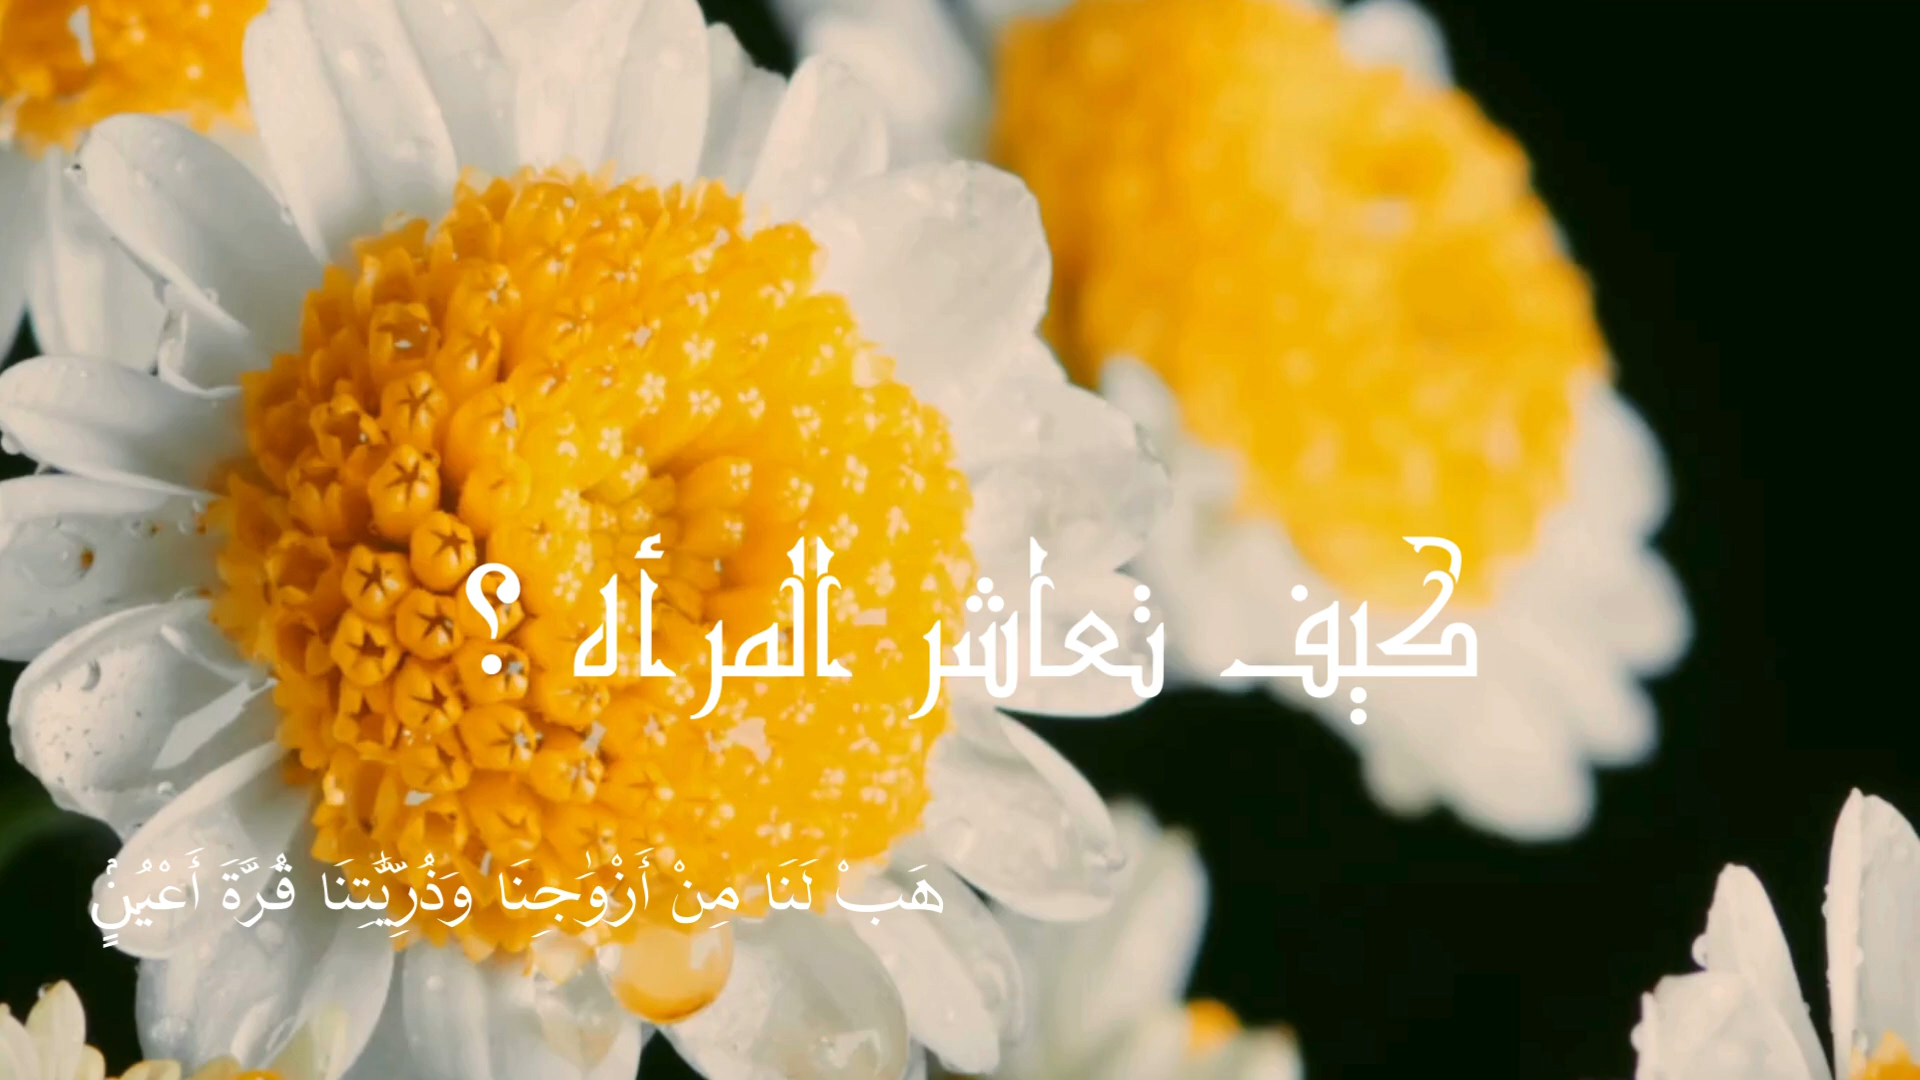 كيف تعاشر المرأه ؟
هَبْ لَنَا مِنْ أَزْوَٰجِنَا وَذُرِّيَّٰتِنَا قُرَّةَ أَعْيُنٍۢ